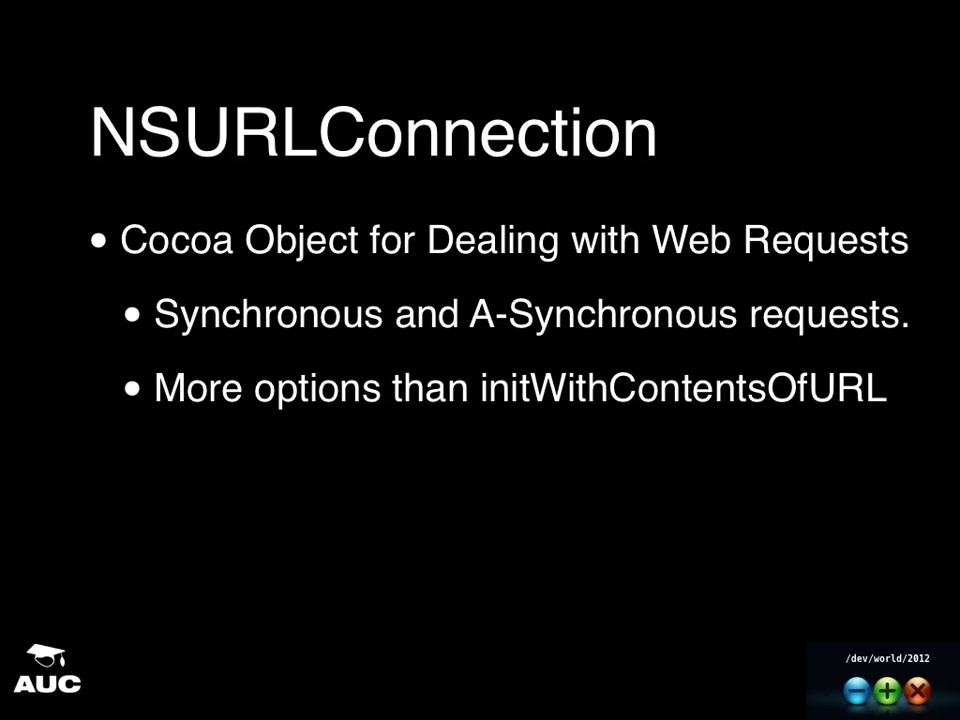 NSURLConnection
• Cocoa Object for Dealing with Web Requests
• Synchronous and A-Synchronous requests.
• More options than initWithContentsOfURL
AUC
/dev/world/2012